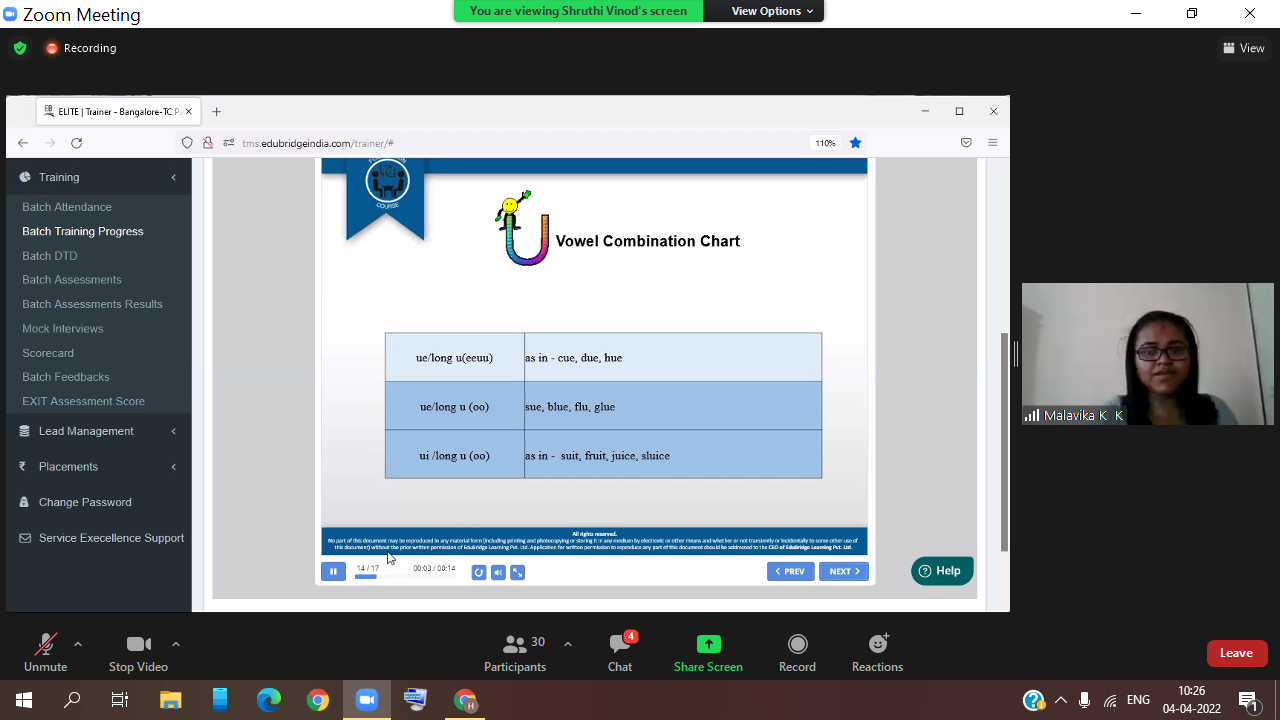 Zoom Meeting
You are viewing Shruthi Vinod's screen
View Options
Recording
View
ELITE | Trainer - Bangalore-TC Pa
tms.edubridgeindia.com/trainer/#
110%
Training
Batch Attendance
Batch Training Progress
Batch DTD
Batch Assessments
Batch Assessments Results
Mock Interviews
Scorecard
Batch Feedbacks
EXIT Assessment Score
Lead Management
Placements
Change Password
Service Execellence Support
COURSE
U Vowel Combination Chart
ue/long u(eeuu) as in - cue, due, hue
ue/long u (oo) sue, blue, flu, glue
ui /long u (oo) as in - suit, fruit, juice, sluice
All rights reserved.
No part of this document may be reproduced in any material form (including printing and photocopying or storing it in any medium by electronic or other means and whether or not transiently or incidentally to some other use of
this document) without the prior written permission of EduBridge Learning Pvt. Ltd. Application for written permission to reproduce any part of this document should be addressed to the CEO of EduBridge Learning Pvt. Ltd.
14 / 17
00:03 / 00:14
PREV
NEXT
Help
Malavika K K
Unmute
Stop Video
30
Participants
4
Chat
Share Screen
Record
Reactions
Leave
ENG
10:26
04-04-2022
1